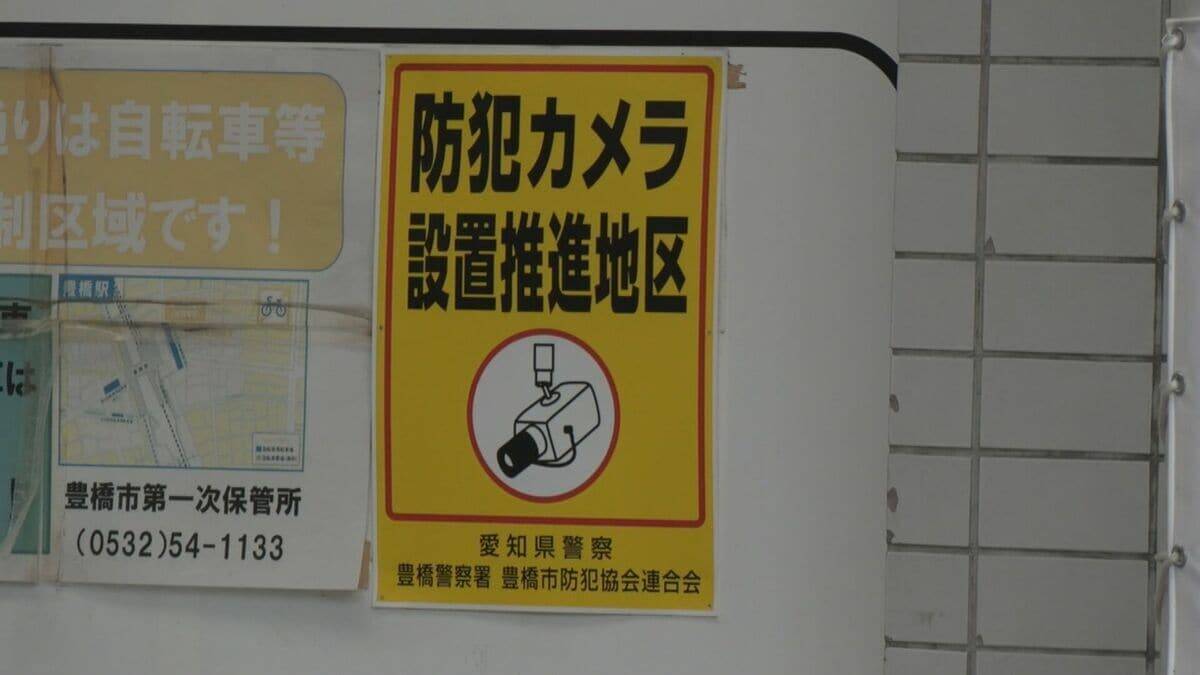 りは自転車等
制区域です！
豊橋駅
は
豊橋市第一次保管所
(0532)54-1133
防犯カメラ
設置推進地区
愛知県警察
豊橋警察署 豊橋市防犯協会連合会